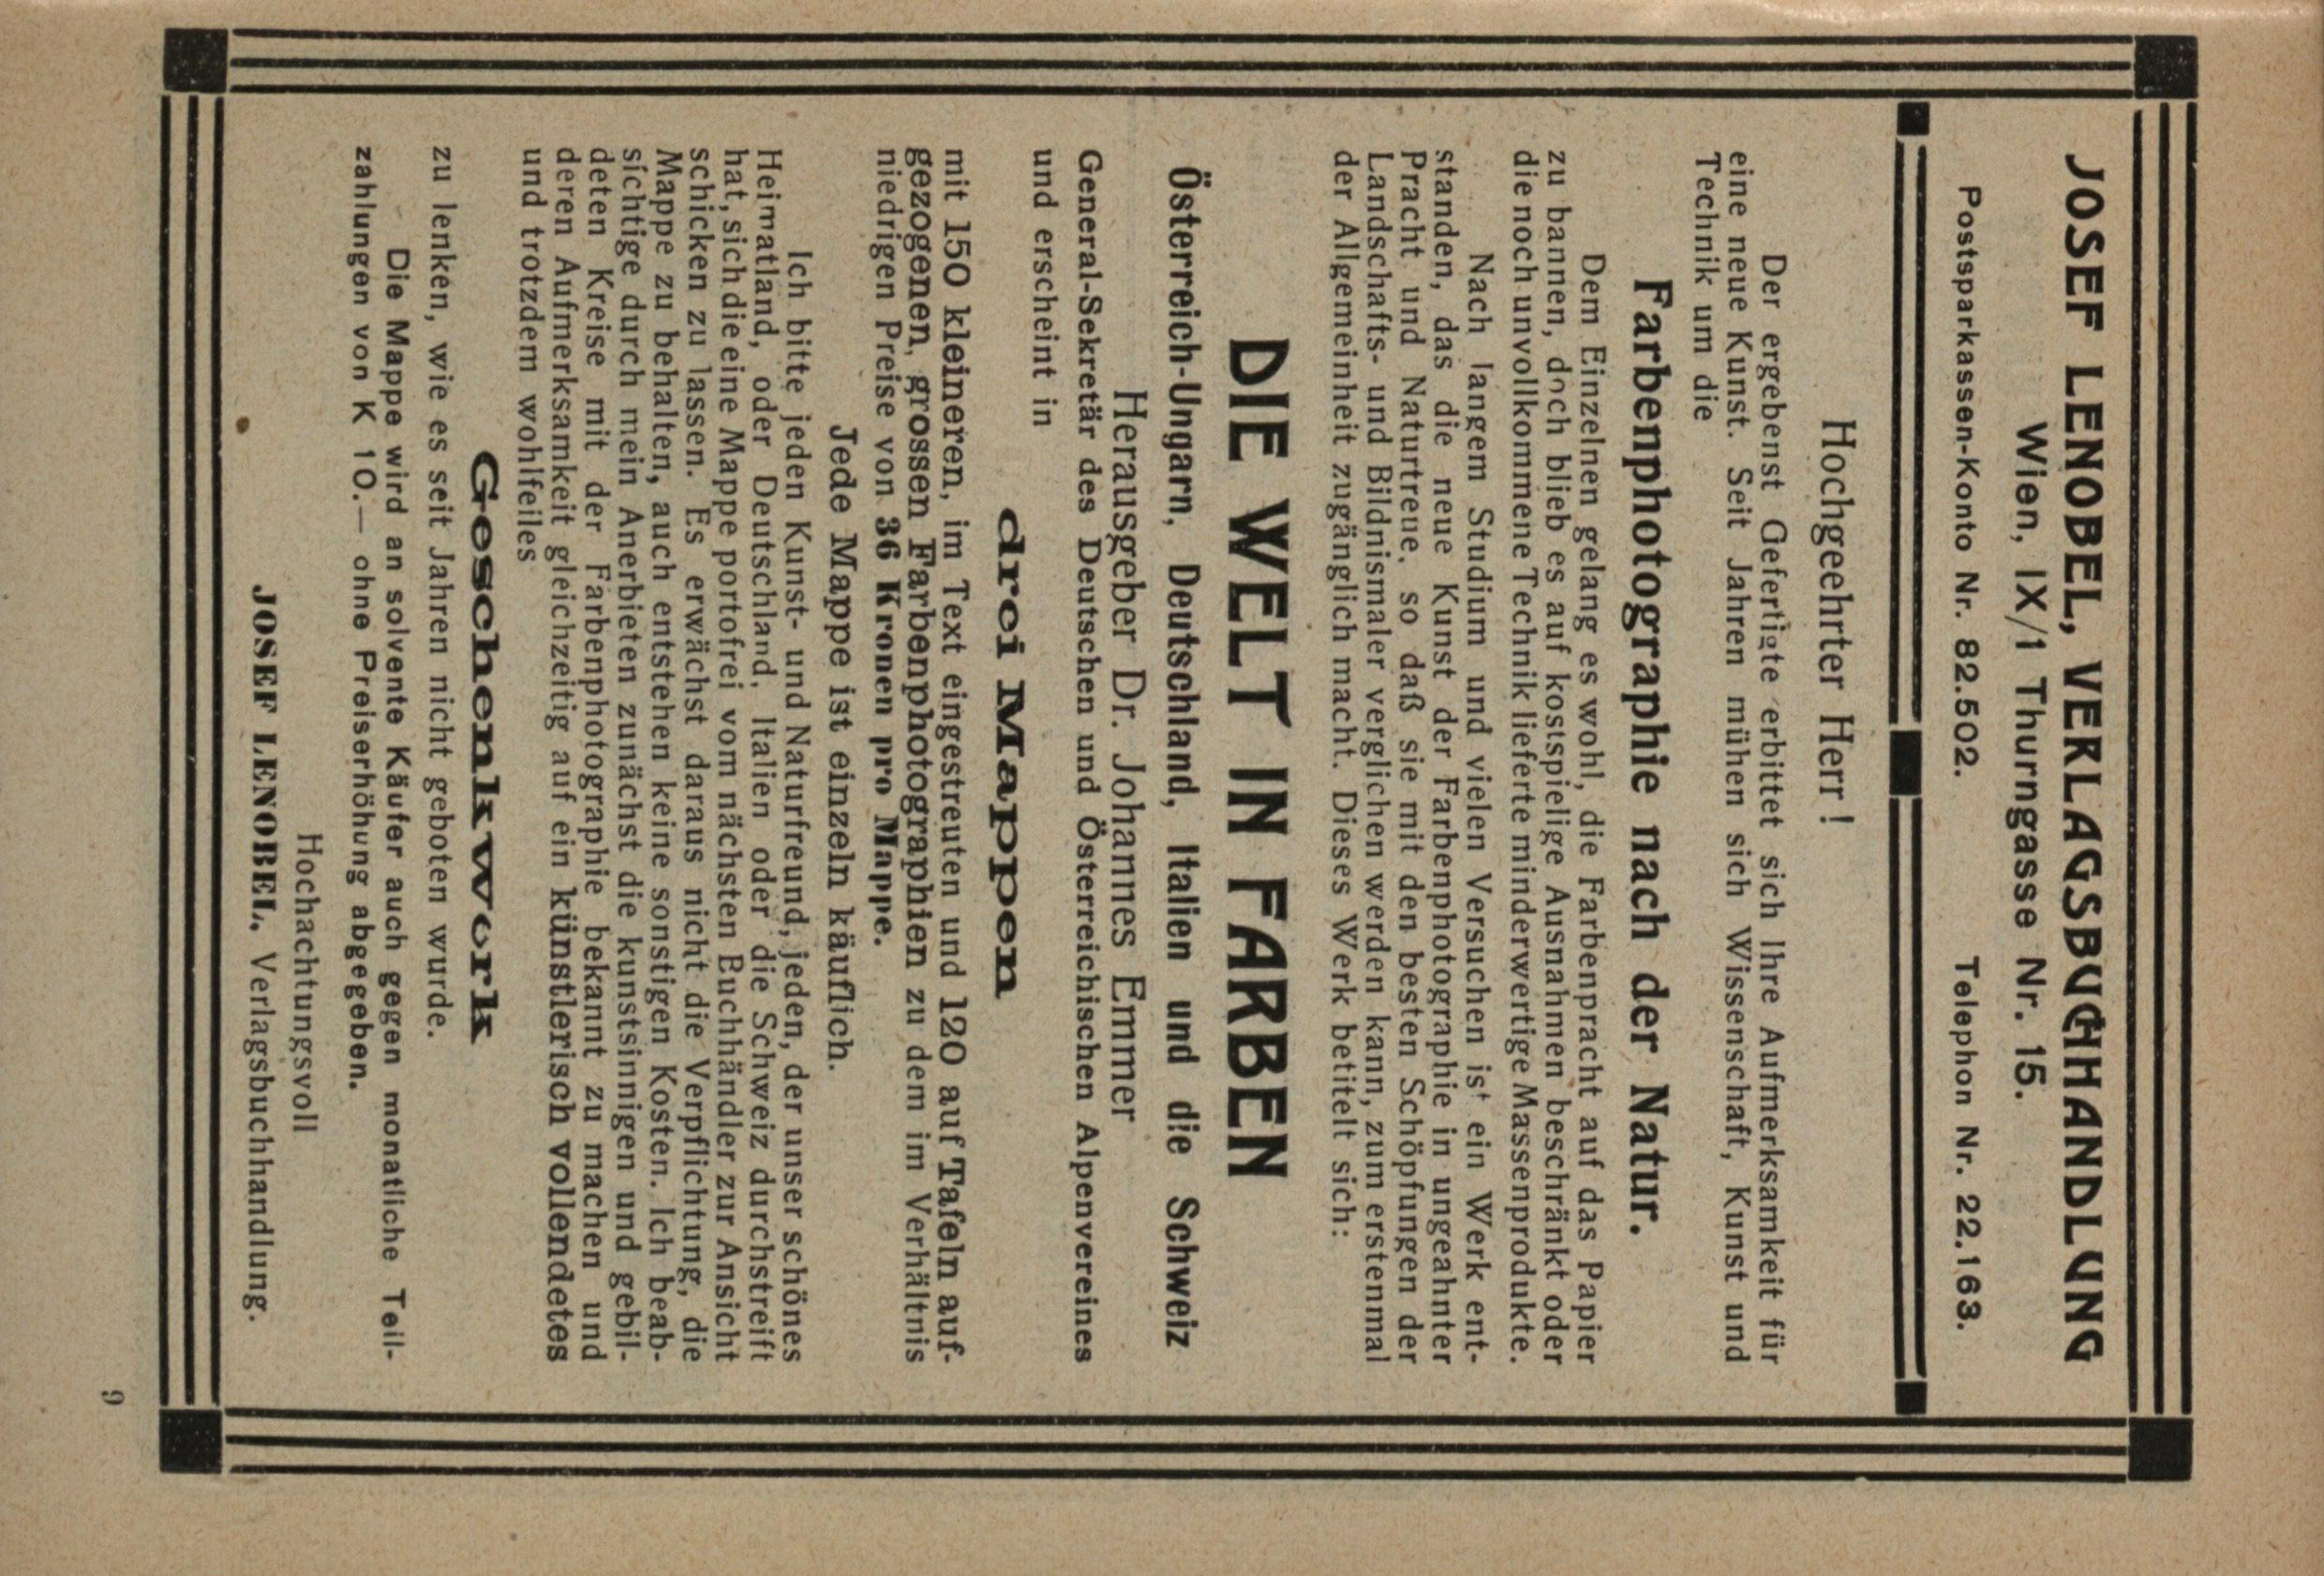 JOSEF LENOBEL, VERLAGSBUCHHANDLUNG
Wien, IX/1 Thurngasse Nr. 15.
Postsparkassen-Konto Nr. 82.502. Telephon Nr. 22.163.
Hochgeehrter Herr!
Der ergebenst Gefertigte erbittet sich Ihre Aufmerksamkeit für
eine neue Kunst. Seit Jahren mühen sich Wissenschaft, Kunst und
Technik um die
Farbenphotographie nach der Natur.
Dem Einzelnen gelang es wohl, die Farbenpracht auf das Papier
zu bannen, doch blieb es auf kostspielige Ausnahmen beschränkt oder
die noch unvollkommene Technik lieferte minderwertige Massenprodukte.
Nach langem Studium und vielen Versuchen ist ein Werk ent-
standen, das die neue Kunst der Farbenphotographie in ungeahnter
Pracht und Naturtreue, so daß sie mit den besten Schöpfungen der
Landschafts- und Bildnismaler verglichen werden kann, zum erstenmal
der Allgemeinheit zugänglich macht. Dieses Werk betitelt sich:
DIE WELT IN FARBEN
Österreich-Ungarn, Deutschland, Italien und die Schweiz
Herausgeber Dr. Johannes Emmer
General-Sekretär des Deutschen und Österreichischen Alpenvereines
und erscheint in
drei Mappen
mit 150 kleineren, im Text eingestreuten und 120 auf Tafeln auf-
gezogenen, grossen Farbenphotographien zu dem im Verhältnis
niedrigen Preise von 36 Kronen pro Mappe.
Jede Mappe ist einzeln käuflich.
Ich bitte jeden Kunst- und Naturfreund, jeden, der unser schönes
Heimatland, oder Deutschland, Italien oder die Schweiz durchstreift
hat, sich die eine Mappe portofrei vom nächsten Buchhändler zur Ansicht
schicken zu lassen. Es erwächst daraus nicht die Verpflichtung, die
Mappe zu behalten, auch entstehen keine sonstigen Kosten. Ich beab-
sichtige durch mein Anerbieten zunächst die kunstsinnigen und gebil-
deten Kreise mit der Farbenphotographie bekannt zu machen und
deren Aufmerksamkeit gleichzeitig auf ein künstlerisch vollendetes
und trotzdem wohlfeiles
Geschenkwerk
zu lenken, wie es seit Jahren nicht geboten wurde.
Die Mappe wird an solvente Käufer auch gegen monatliche Teil-
zahlungen von K 10.— ohne Preiserhöhung abgegeben.
Hochachtungsvoll
JOSEF LENOBEL, Verlagsbuchhandlung.
9